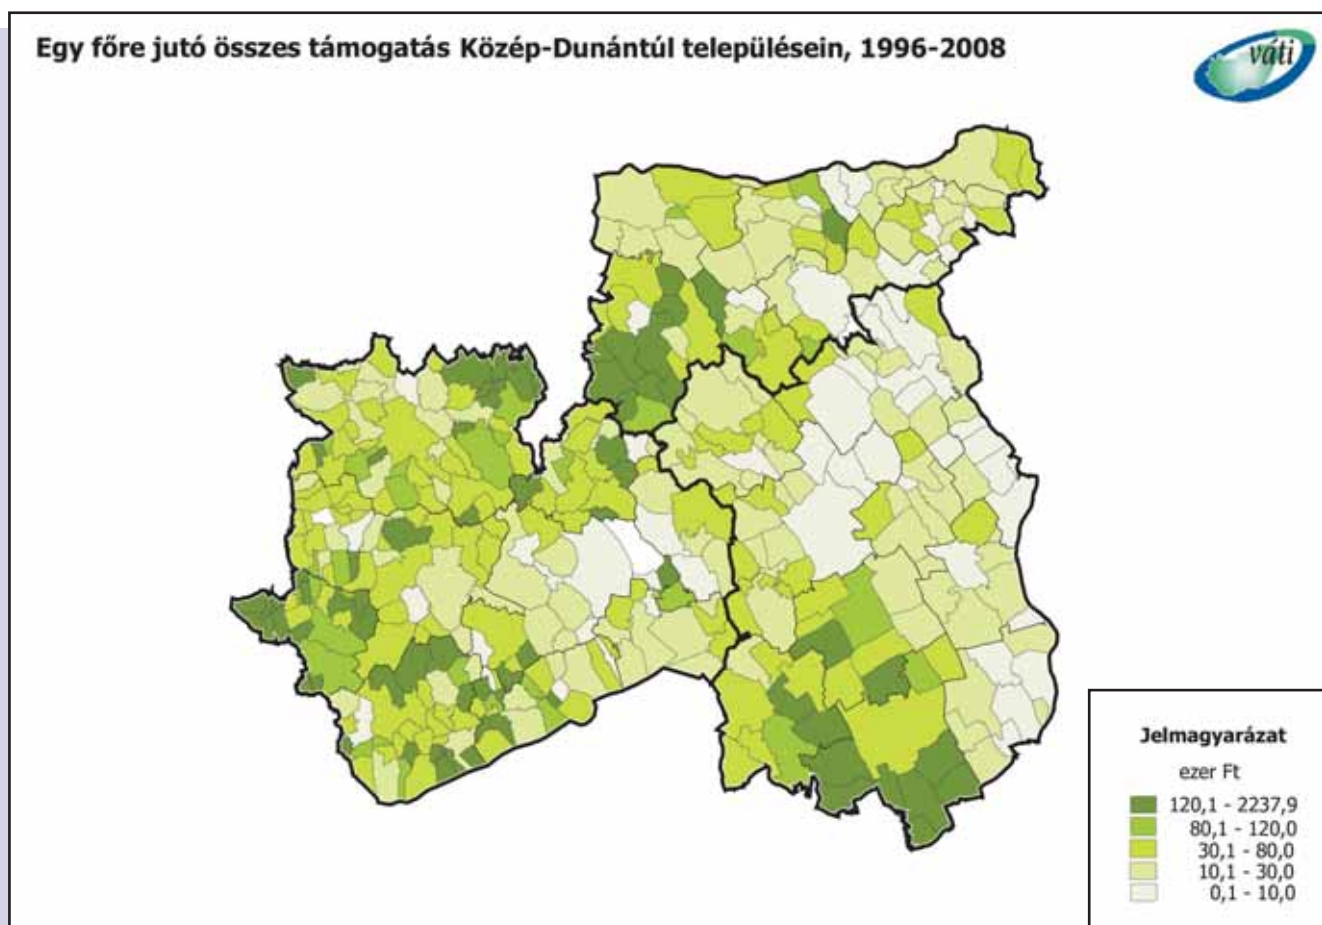 Egy főre jutó összes támogatás Közép-Dunántúl településein, 1996-2008
váti
Jelmagyarázat
ezer Ft
120,1 - 2237,9
80,1 - 120,0
30,1 - 80,0
10,1 - 30,0
0,1 - 10,0